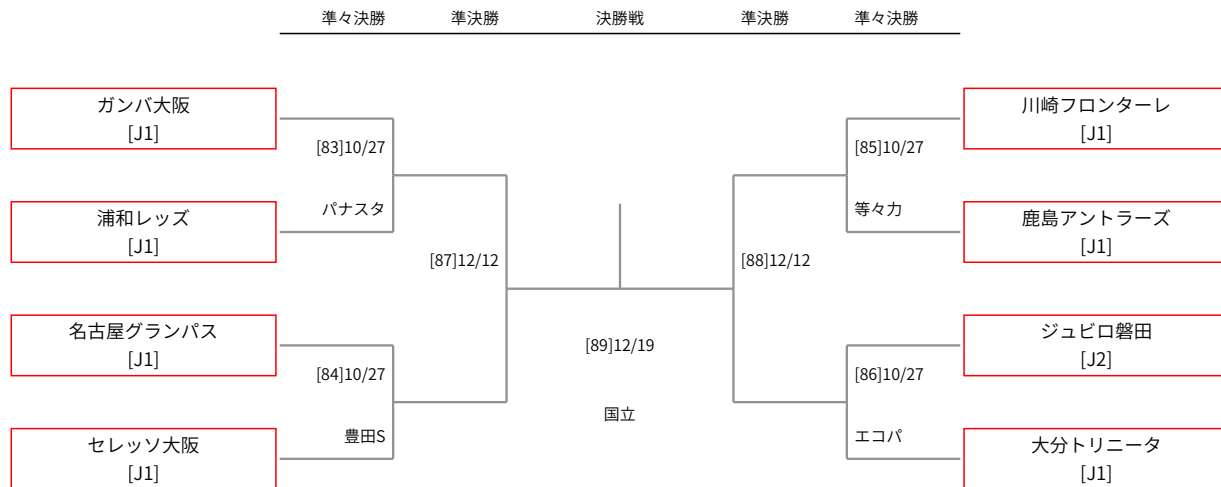 準々決勝 準決勝 決勝戦 準決勝 準々決勝
ガンバ大阪
[J1]
[83]10/27
パナスタ
浦和レッズ
[J1]
[87]12/12
名古屋グランパス
[J1]
[84]10/27
豊田S
セレッソ大阪
[J1]
[89]12/19
国立
川崎フロンターレ
[J1]
[85]10/27
等々力
鹿島アントラーズ
[J1]
[88]12/12
ジュビロ磐田
[J2]
[86]10/27
エコパ
大分トリニータ
[J1]